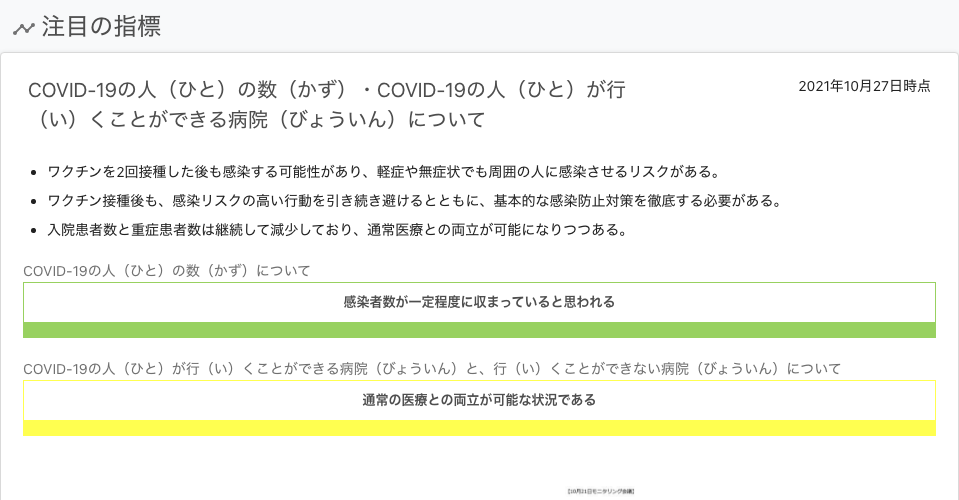 注目の指標
COVID-19の人（ひと）の数（かず）・COVID-19の人（ひと）が行
（い）くことができる病院（びょういん）について
2021年10月27日時点
ワクチンを2回接種した後も感染する可能性があり、軽症や無症状でも周囲の人に感染させるリスクがある。
ワクチン接種後も、感染リスクの高い行動を引き続き避けるとともに、基本的な感染防止対策を徹底する必要がある。
入院患者数と重症患者数は継続して減少しており、通常医療との両立が可能になりつつある。
COVID-19の人（ひと）の数（かず）について
感染者数が一定程度に収まっていると思われる
COVID-19の人（ひと）が行（い）くことができる病院（びょういん）と、行（い）くことができない病院（びょういん）について
通常の医療との両立が可能な状況である
【10月21日モニタリング会議】